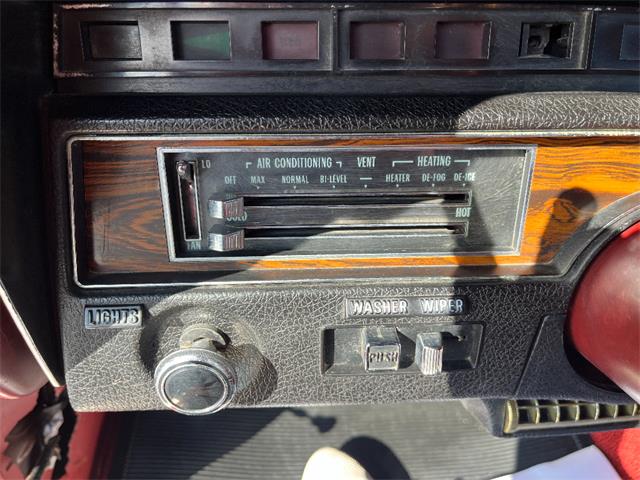 LO AIR CONDITIONING VENT HEATING
OFF MAX NORMAL BI-LEVEL — HEATER DE-FOG DE-ICE
COLD HOT
FAN
LIGHTS
WASHER WIPER
PUSH